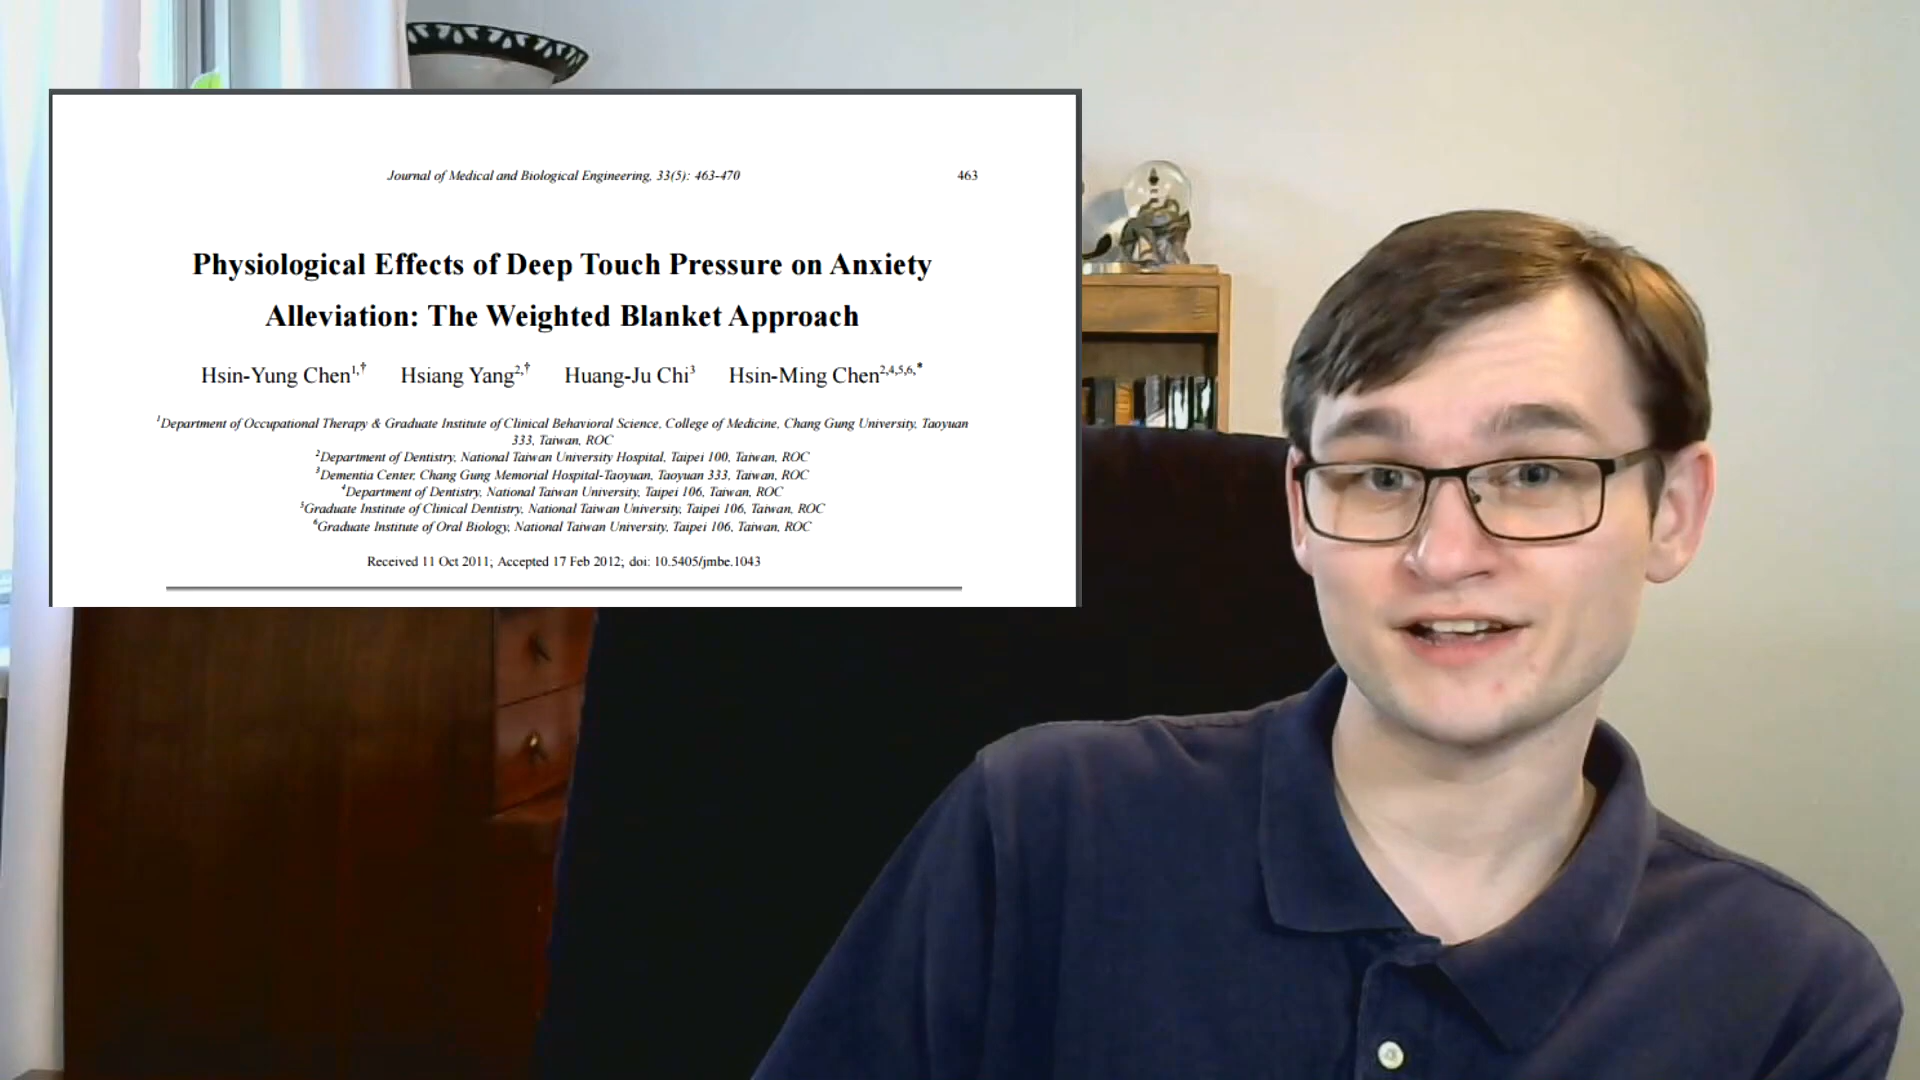 Journal of Medical and Biological Engineering, 33(5): 463-470 463
Physiological Effects of Deep Touch Pressure on Anxiety
Alleviation: The Weighted Blanket Approach
Hsin-Yung Chen1,† Hsiang Yang2,† Huang-Ju Chi3 Hsin-Ming Chen2,4,5,6,*
1Department of Occupational Therapy & Graduate Institute of Clinical Behavioral Science, College of Medicine, Chang Gung University, Taoyuan
333, Taiwan, ROC
2Department of Dentistry, National Taiwan University Hospital, Taipei 100, Taiwan, ROC
3Dementia Center, Chang Gung Memorial Hospital-Taoyuan, Taoyuan 333, Taiwan, ROC
4Department of Dentistry, National Taiwan University, Taipei 106, Taiwan, ROC
5Graduate Institute of Clinical Dentistry, National Taiwan University, Taipei 106, Taiwan, ROC
6Graduate Institute of Oral Biology, National Taiwan University, Taipei 106, Taiwan, ROC
Received 11 Oct 2011; Accepted 17 Feb 2012; doi: 10.5405/jmbe.1043